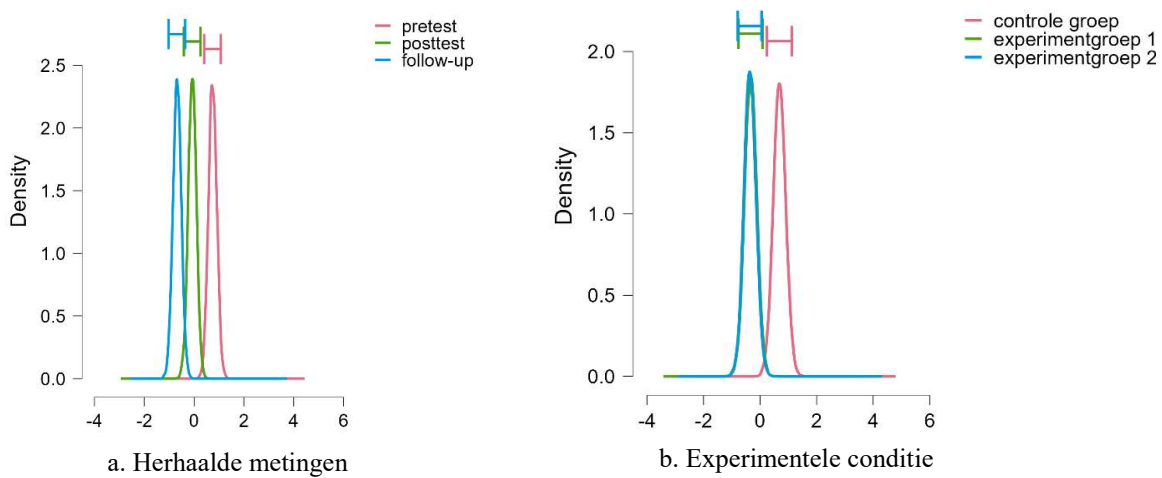 pretest
posttest
follow-up
2.5
2.0
1.5
1.0
0.5
0.0
Density
-4 -2 0 2 4 6
a. Herhaalde metingen
controle groep
experimentgroep 1
experimentgroep 2
2.0
1.5
1.0
0.5
0.0
Density
-4 -2 0 2 4 6
b. Experimentele conditie